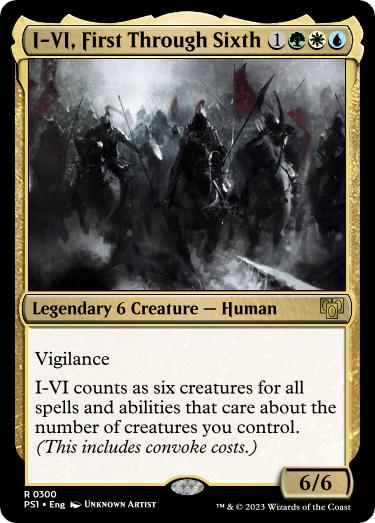 I-VI, First Through Sixth 1
Legendary 6 Creature — Human
Vigilance
I-VI counts as six creatures for all
spells and abilities that care about the
number of creatures you control.
(This includes convoke costs.)
6/6
R 0300
PS1 • Eng Unknown Artist
™ & © 2023 Wizards of the Coast